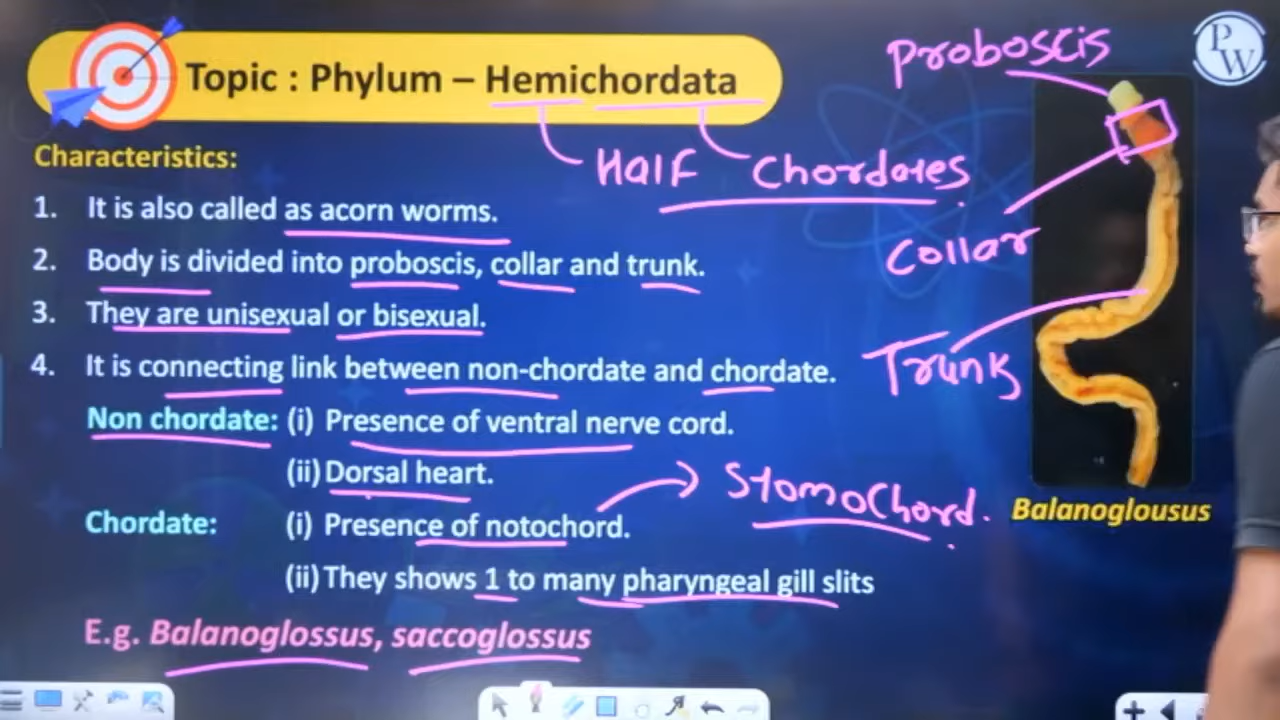 Topic : Phylum – Hemichordata
Proboscis
PW
Half Chordates
Characteristics:
1. It is also called as acorn worms.
2. Body is divided into proboscis, collar and trunk.
Collar
3. They are unisexual or bisexual.
4. It is connecting link between non-chordate and chordate.
Trunk
Non chordate: (i) Presence of ventral nerve cord.
(ii) Dorsal heart.
Stomochord.
Balanoglousus
Chordate: (i) Presence of notochord.
(ii) They shows 1 to many pharyngeal gill slits
E.g. Balanoglossus, saccoglossus